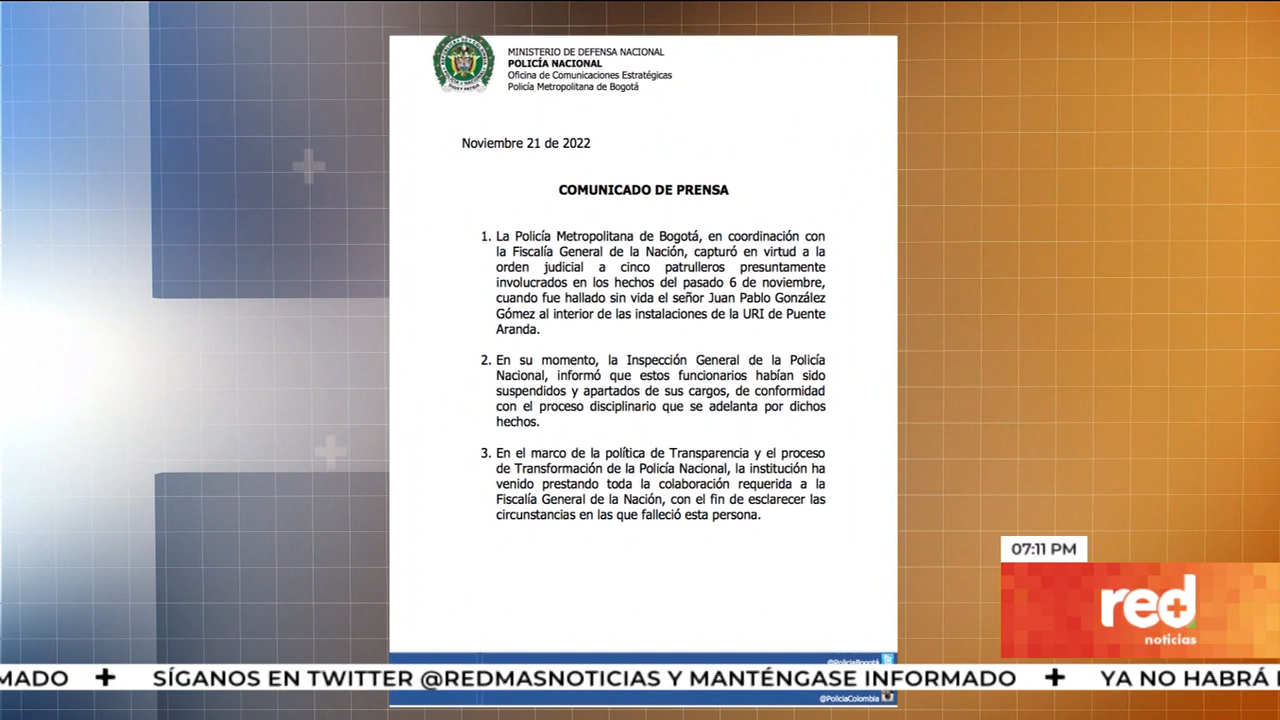 MINISTERIO DE DEFENSA NACIONAL
POLICÍA NACIONAL
Oficina de Comunicaciones Estratégicas
Policía Metropolitana de Bogotá
Noviembre 21 de 2022
COMUNICADO DE PRENSA
1. La Policía Metropolitana de Bogotá, en coordinación con
la Fiscalía General de la Nación, capturó en virtud a la
orden judicial a cinco patrulleros presuntamente
involucrados en los hechos del pasado 6 de noviembre,
cuando fue hallado sin vida el señor Juan Pablo González
Gómez al interior de las instalaciones de la URI de Puente
Aranda.
2. En su momento, la Inspección General de la Policía
Nacional, informó que estos funcionarios habían sido
suspendidos y apartados de sus cargos, de conformidad
con el proceso disciplinario que se adelanta por dichos
hechos.
3. En el marco de la política de Transparencia y el proceso
de Transformación de la Policía Nacional, la institución ha
venido prestando toda la colaboración requerida a la
Fiscalía General de la Nación, con el fin de esclarecer las
circunstancias en las que falleció esta persona.
07:11 PM
red+
noticias
@PolicíaBogotá
MADO + SÍGANOS EN TWITTER @REDMASNOTICIAS Y MANTÉNGASE INFORMADO + YA NO HABRÁ
@PoliciaColombia